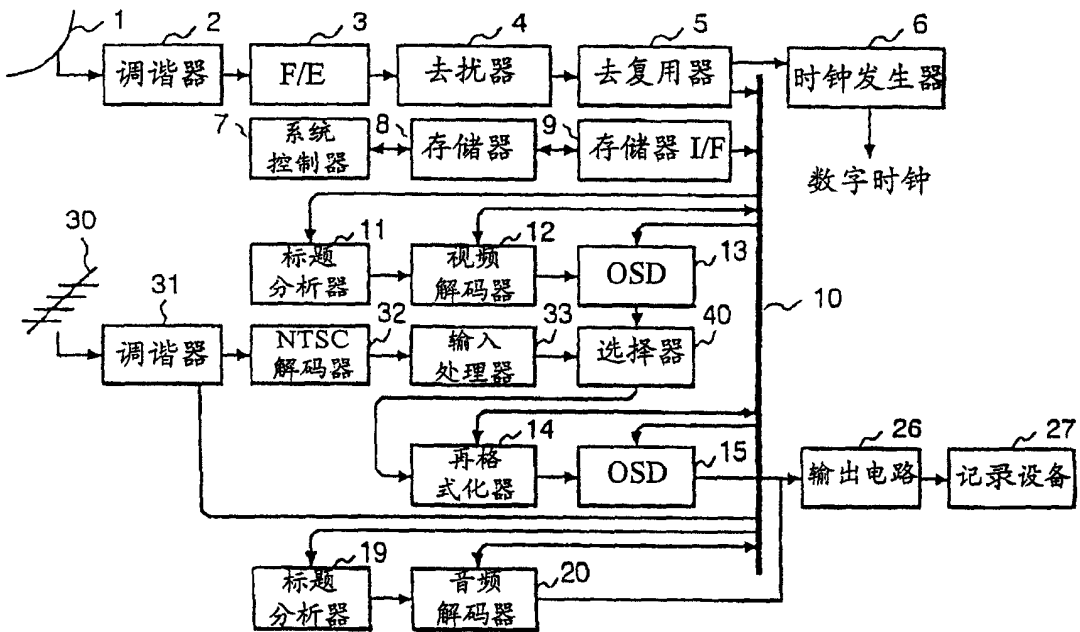 1 2 3 4 5 6
调谐器 F/E 去扰器 去复用器 时钟发生器
7 系统控制器 8 存储器 9 存储器 I/F
数字时钟
30 11 12 13
标题分析器 视频解码器 OSD
10
31 32 33 40
调谐器 NTSC解码器 输入处理器 选择器
14 15 26 27
再格式化器 OSD 输出电路 记录设备
19 20
标题分析器 音频解码器